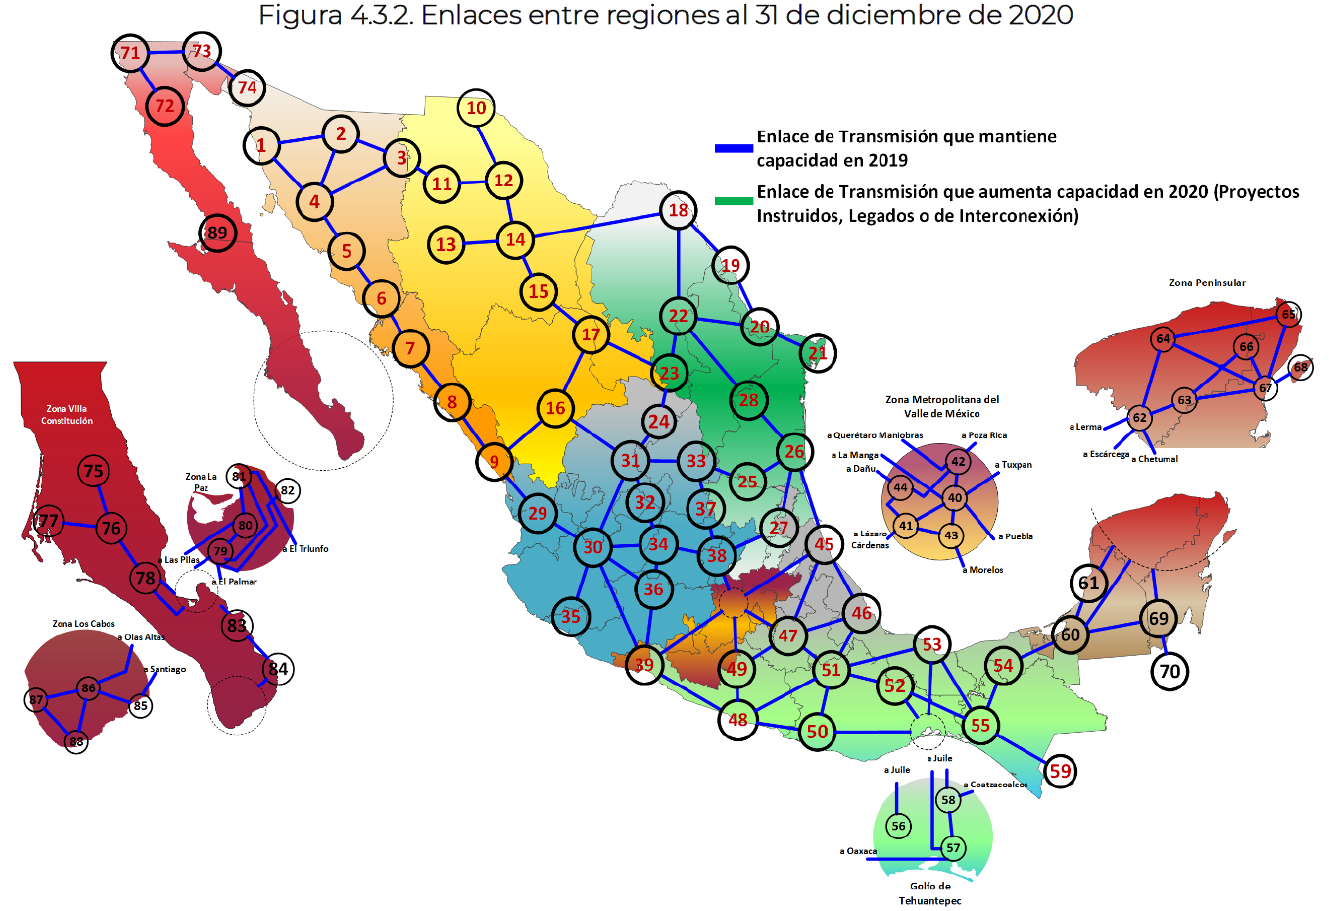 Figura 4.3.2. Enlaces entre regiones al 31 de diciembre de 2020
Enlace de Transmisión que mantiene
capacidad en 2019
Enlace de Transmisión que aumenta capacidad en 2020 (Proyectos
Instruidos, Legados o de Interconexión)
71
73
74
72
10
1
2
3
11
12
4
89
5
13
14
18
19
6
15
22
20
21
7
17
23
8
16
28
24
9
31
33
26
25
32
37
29
27
30
34
38
45
36
35
46
47
39
49
51
53
52
54
48
50
55
59
61
60
69
70
Zona Peninsular
65
64
66
68
67
63
62
a Lerma
a Escárcega
a Chetumal
Zona Metropolitana del
Valle de México
a Querétaro Maniobras
a Poza Rica
a La Manga
a Dañu
a Tuxpan
42
44
40
41
43
a Lázaro
Cárdenas
a Puebla
a Morelos
Zona Villa
Constitución
75
77
76
78
83
84
Zona La
Paz
81
82
80
79
a Las Pilas
a El Triunfo
a El Palmar
Zona Los Cabos
a Olas Altas
a Santiago
86
87
85
88
a Juile
a Juile
a Coatzacoalcos
58
56
57
a Oaxaca
Golfo de
Tehuantepec